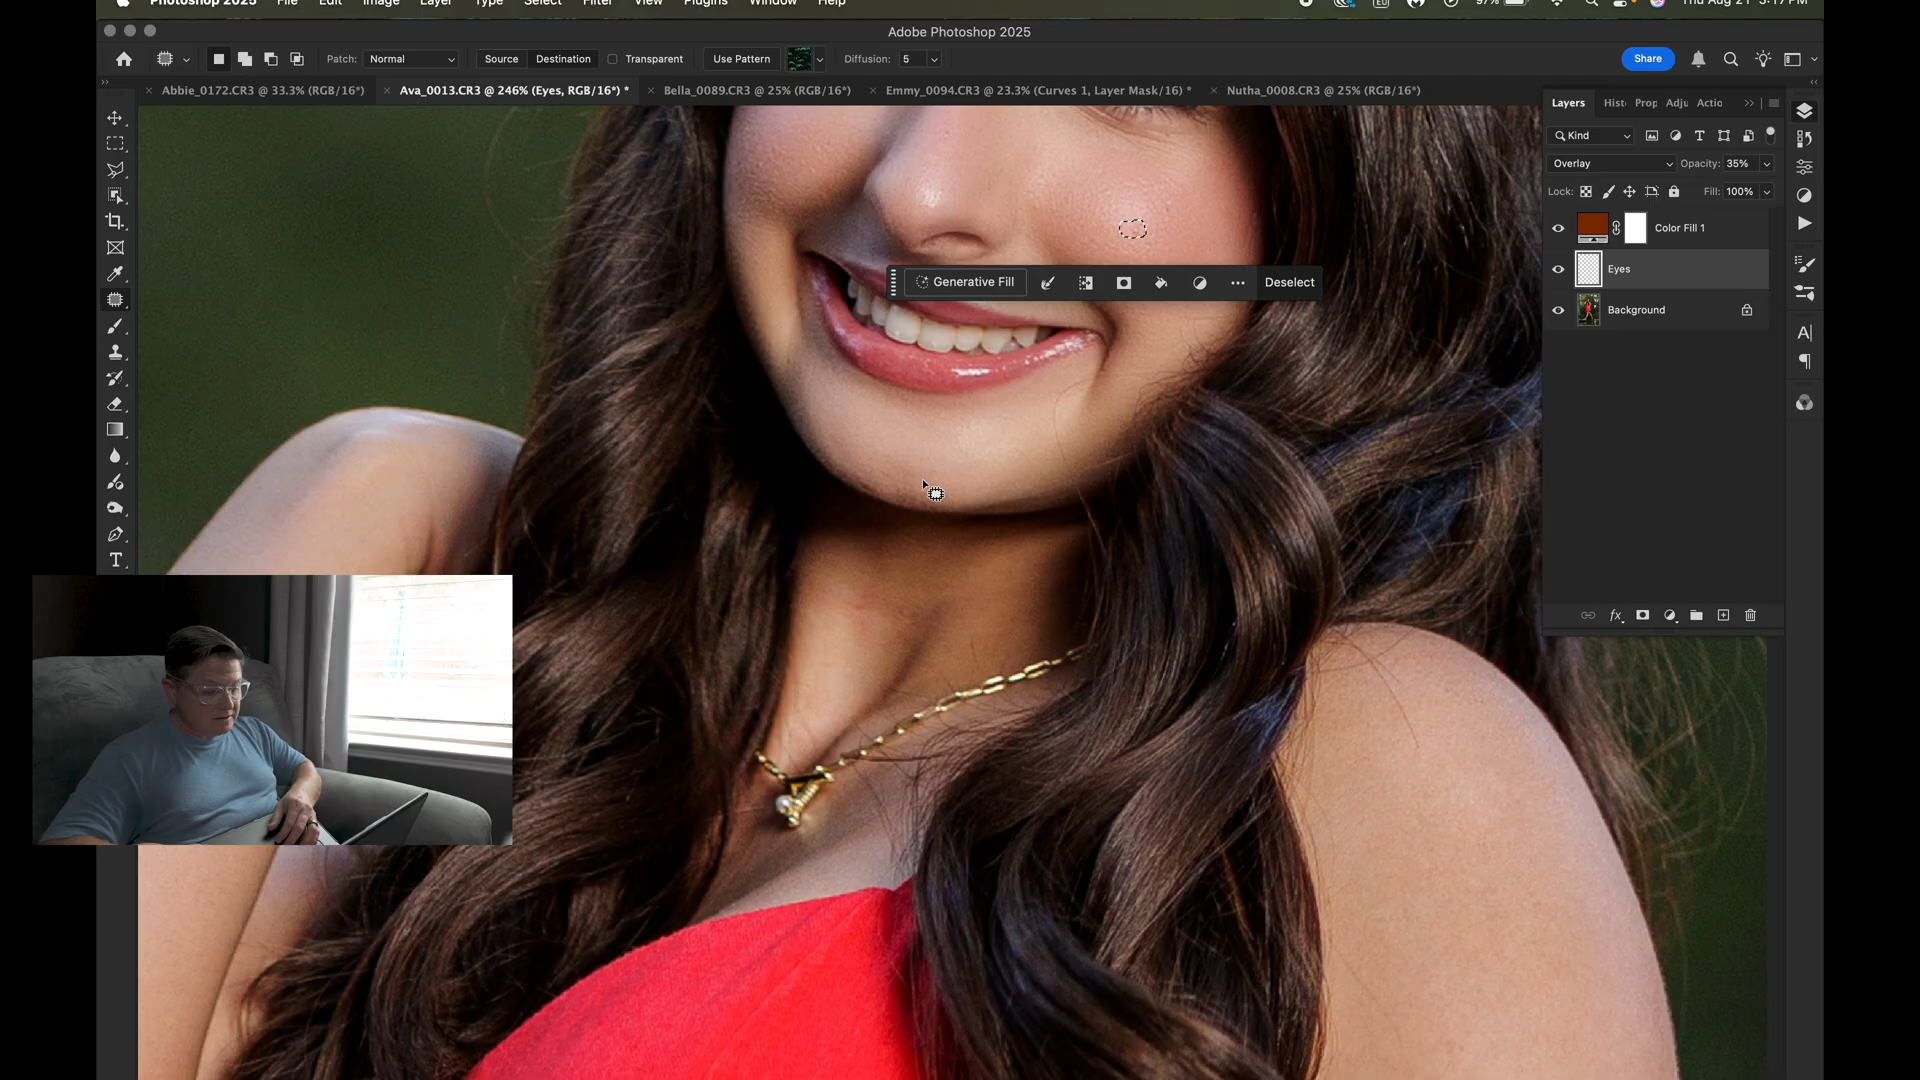 Photoshop 2025 File Edit Image Layer Type Select Filter View Plugins Window Help 97% Thu Aug 21 3:17 PM
Adobe Photoshop 2025
Patch: Normal Source Destination Transparent Use Pattern Diffusion: 5 Share
Abbie_0172.CR3 @ 33.3% (RGB/16*) Ava_0013.CR3 @ 246% (Eyes, RGB/16*) * Bella_0089.CR3 @ 25% (RGB/16*) Emmy_0094.CR3 @ 23.3% (Curves 1, Layer Mask/16) * Nutha_0008.CR3 @ 25% (RGB/16*)
Layers Hist Prop Adju Actio
Kind
Overlay Opacity: 35%
Lock: Fill: 100%
Color Fill 1
Eyes
Generative Fill Deselect
Background